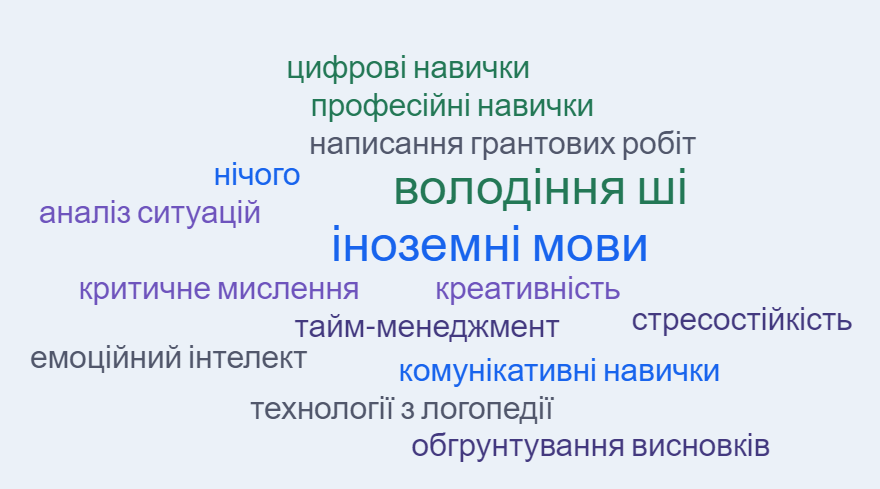 цифрові навички
професійні навички
написання грантових робіт
нічого
володіння ші
аналіз ситуацій
іноземні мови
критичне мислення
креативність
стресостійкість
тайм-менеджмент
емоційний інтелект
комунікативні навички
технології з логопедії
обгрунтування висновків